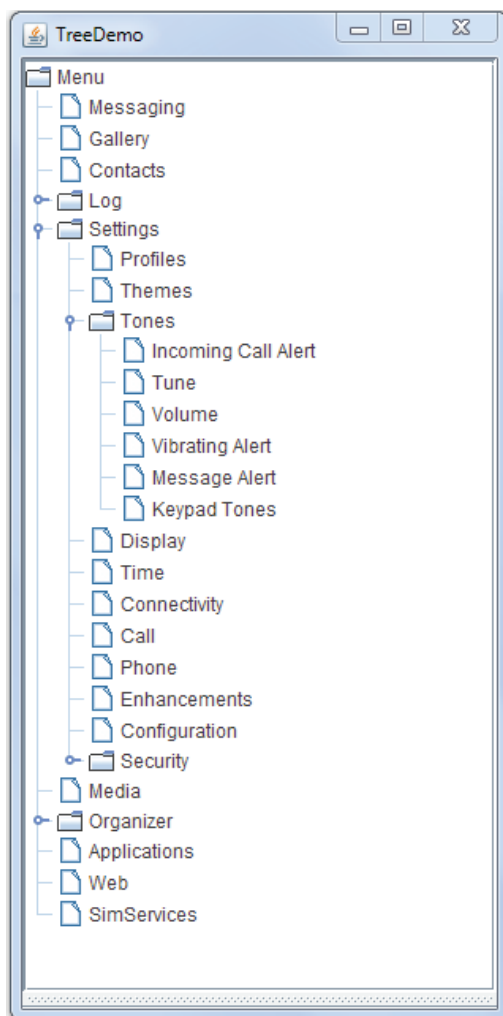 TreeDemo
Menu
Messaging
Gallery
Contacts
Log
Settings
Profiles
Themes
Tones
Incoming Call Alert
Tune
Volume
Vibrating Alert
Message Alert
Keypad Tones
Display
Time
Connectivity
Call
Phone
Enhancements
Configuration
Security
Media
Organizer
Applications
Web
SimServices